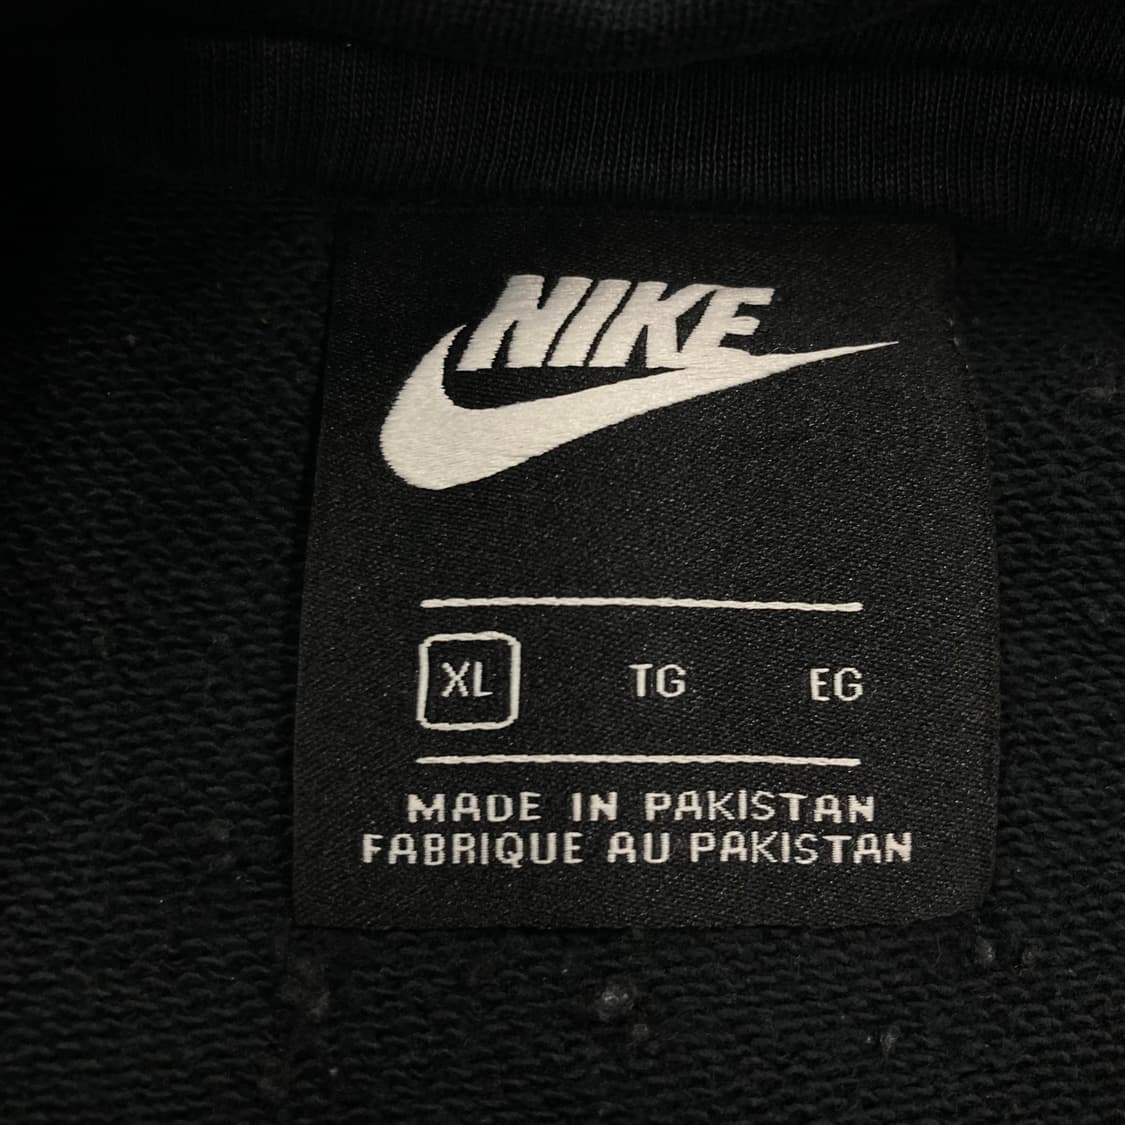 NIKE
XL TG EG
MADE IN PAKISTAN
FABRIQUE AU PAKISTAN